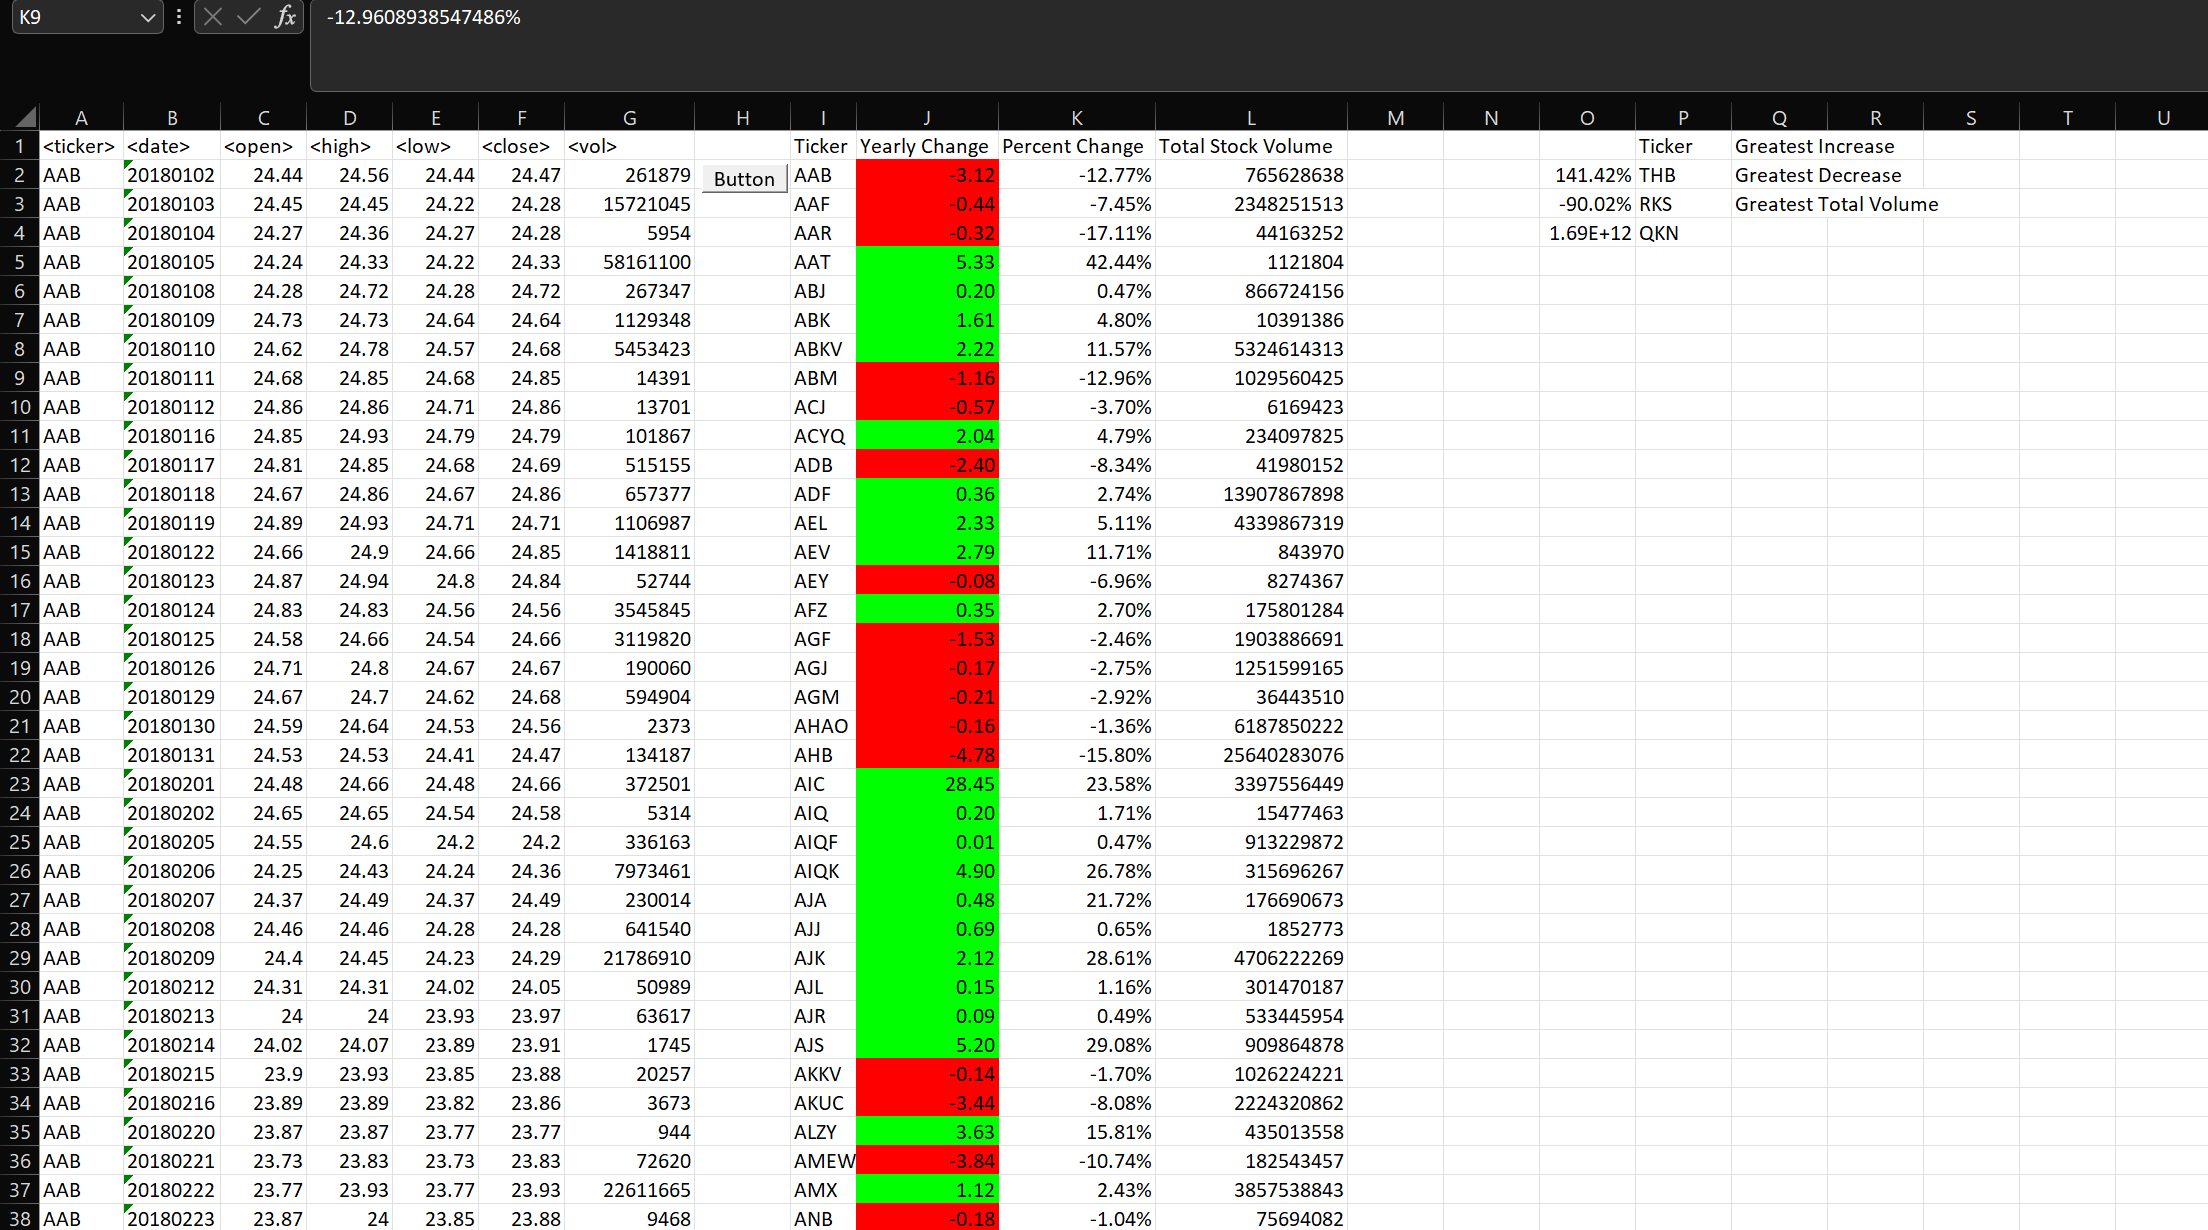 K9 fx -12.9608938547486%
A B C D E F G H I J K L M N O P Q R S T U
1 <ticker> <date> <open> <high> <low> <close> <vol> Ticker Yearly Change Percent Change Total Stock Volume Ticker Greatest Increase
2 AAB 20180102 24.44 24.56 24.44 24.47 261879 Button AAB -3.12 -12.77% 765628638 141.42% THB Greatest Decrease
3 AAB 20180103 24.45 24.45 24.22 24.28 15721045 AAF -0.44 -7.45% 2348251513 -90.02% RKS Greatest Total Volume
4 AAB 20180104 24.27 24.36 24.27 24.28 5954 AAR -0.32 -17.11% 44163252 1.69E+12 QKN
5 AAB 20180105 24.24 24.33 24.22 24.33 58161100 AAT 5.33 42.44% 1121804
6 AAB 20180108 24.28 24.72 24.28 24.72 267347 ABJ 0.20 0.47% 866724156
7 AAB 20180109 24.73 24.73 24.64 24.64 1129348 ABK 1.61 4.80% 10391386
8 AAB 20180110 24.62 24.78 24.57 24.68 5453423 ABKV 2.22 11.57% 5324614313
9 AAB 20180111 24.68 24.85 24.68 24.85 14391 ABM -1.16 -12.96% 1029560425
10 AAB 20180112 24.86 24.86 24.71 24.86 13701 ACJ -0.57 -3.70% 6169423
11 AAB 20180116 24.85 24.93 24.79 24.79 101867 ACYQ 2.04 4.79% 234097825
12 AAB 20180117 24.81 24.85 24.68 24.69 515155 ADB -2.40 -8.34% 41980152
13 AAB 20180118 24.67 24.86 24.67 24.86 657377 ADF 0.36 2.74% 13907867898
14 AAB 20180119 24.89 24.93 24.71 24.71 1106987 AEL 2.33 5.11% 4339867319
15 AAB 20180122 24.66 24.9 24.66 24.85 1418811 AEV 2.79 11.71% 843970
16 AAB 20180123 24.87 24.94 24.8 24.84 52744 AEY -0.08 -6.96% 8274367
17 AAB 20180124 24.83 24.83 24.56 24.56 3545845 AFZ 0.35 2.70% 175801284
18 AAB 20180125 24.58 24.66 24.54 24.66 3119820 AGF -1.53 -2.46% 1903886691
19 AAB 20180126 24.71 24.8 24.67 24.67 190060 AGJ -0.17 -2.75% 1251599165
20 AAB 20180129 24.67 24.7 24.62 24.68 594904 AGM -0.21 -2.92% 36443510
21 AAB 20180130 24.59 24.64 24.53 24.56 2373 AHAO -0.16 -1.36% 6187850222
22 AAB 20180131 24.53 24.53 24.41 24.47 134187 AHB -4.78 -15.80% 25640283076
23 AAB 20180201 24.48 24.66 24.48 24.66 372501 AIC 28.45 23.58% 3397556449
24 AAB 20180202 24.65 24.65 24.54 24.58 5314 AIQ 0.20 1.71% 15477463
25 AAB 20180205 24.55 24.6 24.2 24.2 336163 AIQF 0.01 0.47% 913229872
26 AAB 20180206 24.25 24.43 24.24 24.36 7973461 AIQK 4.90 26.78% 315696267
27 AAB 20180207 24.37 24.49 24.37 24.49 230014 AJA 0.48 21.72% 176690673
28 AAB 20180208 24.46 24.46 24.28 24.28 641540 AJJ 0.69 0.65% 1852773
29 AAB 20180209 24.4 24.45 24.23 24.29 21786910 AJK 2.12 28.61% 4706222269
30 AAB 20180212 24.31 24.31 24.02 24.05 50989 AJL 0.15 1.16% 301470187
31 AAB 20180213 24 24 23.93 23.97 63617 AJR 0.09 0.49% 533445954
32 AAB 20180214 24.02 24.07 23.89 23.91 1745 AJS 5.20 29.08% 909864878
33 AAB 20180215 23.9 23.93 23.85 23.88 20257 AKKV -0.14 -1.70% 1026224221
34 AAB 20180216 23.89 23.89 23.82 23.86 3673 AKUC -3.44 -8.08% 2224320862
35 AAB 20180220 23.87 23.87 23.77 23.77 944 ALZY 3.63 15.81% 435013558
36 AAB 20180221 23.73 23.83 23.73 23.83 72620 AMEW -3.84 -10.74% 182543457
37 AAB 20180222 23.77 23.93 23.77 23.93 22611665 AMX 1.12 2.43% 3857538843
38 AAB 20180223 23.87 24 23.85 23.88 9468 ANB -0.18 -1.04% 75694082